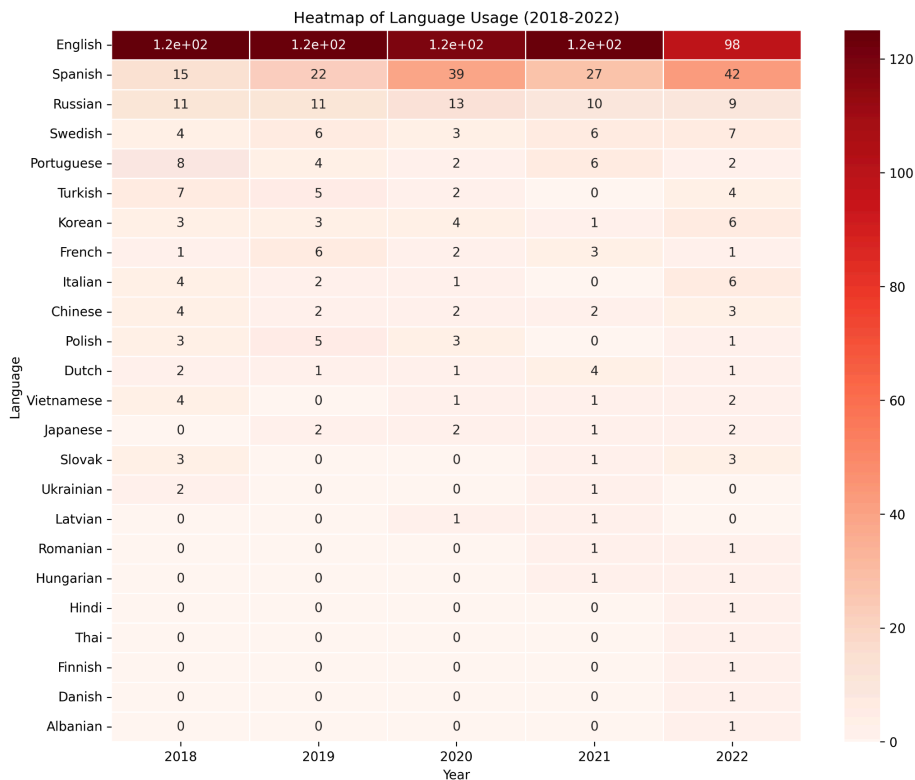 Heatmap of Language Usage (2018-2022)
English 1.2e+02 1.2e+02 1.2e+02 1.2e+02 98
Spanish 15 22 39 27 42
Russian 11 11 13 10 9
Swedish 4 6 3 6 7
Portuguese 8 4 2 6 2
Turkish 7 5 2 0 4
Korean 3 3 4 1 6
French 1 6 2 3 1
Italian 4 2 1 0 6
Chinese 4 2 2 2 3
Polish 3 5 3 0 1
Dutch 2 1 1 4 1
Vietnamese 4 0 1 1 2
Japanese 0 2 2 1 2
Slovak 3 0 0 1 3
Ukrainian 2 0 0 1 0
Latvian 0 0 1 1 0
Romanian 0 0 0 1 1
Hungarian 0 0 0 1 1
Hindi 0 0 0 0 1
Thai 0 0 0 0 1
Finnish 0 0 0 0 1
Danish 0 0 0 0 1
Albanian 0 0 0 0 1
2018 2019 2020 2021 2022
Year
Language
120
100
80
60
40
20
0